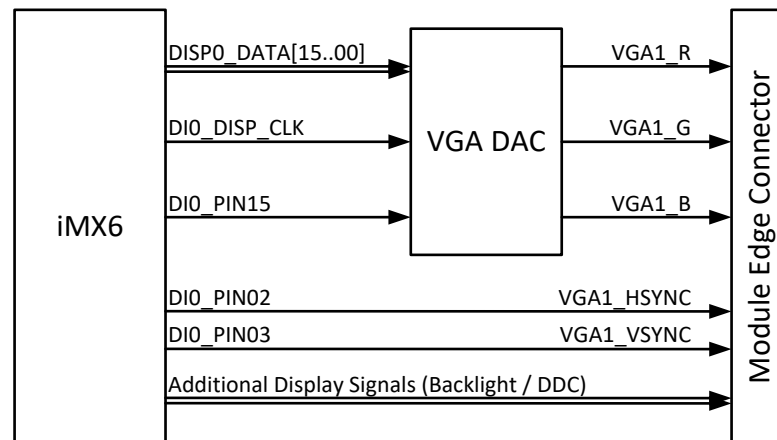 DISP0_DATA[15..00]
VGA1_R
DI0_DISP_CLK
VGA DAC
VGA1_G
DI0_PIN15
VGA1_B
iMX6
DI0_PIN02
VGA1_HSYNC
DI0_PIN03
VGA1_VSYNC
Additional Display Signals (Backlight / DDC)
Module Edge Connector